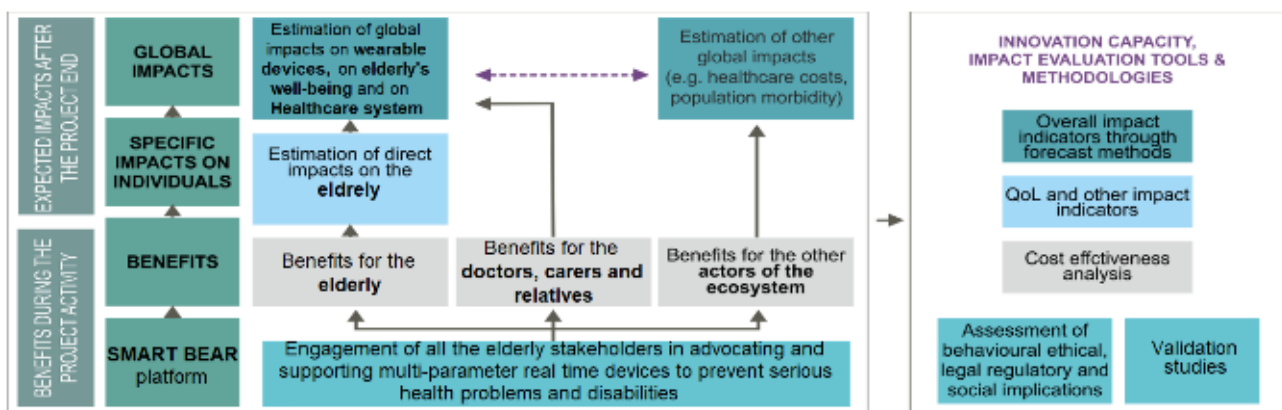 EXPECTED IMPACTS AFTER
THE PROJECT END
GLOBAL
IMPACTS
SPECIFIC
IMPACTS ON
INDIVIDUALS
BENEFITS DURING THE
PROJECT ACTIVITY
BENEFITS
SMART BEAR
platform
Estimation of global
impacts on wearable
devices, on elderly's
well-being and on
Healthcare system
Estimation of other
global impacts
(e.g. healthcare costs,
population morbidity)
Estimation of direct
impacts on the
eldrely
Benefits for the
elderly
Benefits for the
doctors, carers and
relatives
Benefits for the other
actors of the
ecosystem
Engagement of all the elderly stakeholders in advocating and
supporting multi-parameter real time devices to prevent serious
health problems and disabilities
INNOVATION CAPACITY,
IMPACT EVALUATION TOOLS &
METHODOLOGIES
Overall impact
indicators through
forecast methods
QoL and other impact
indicators
Cost effctiveness
analysis
Assessment of
behavioural ethical,
legal regulatory and
social implications
Validation
studies